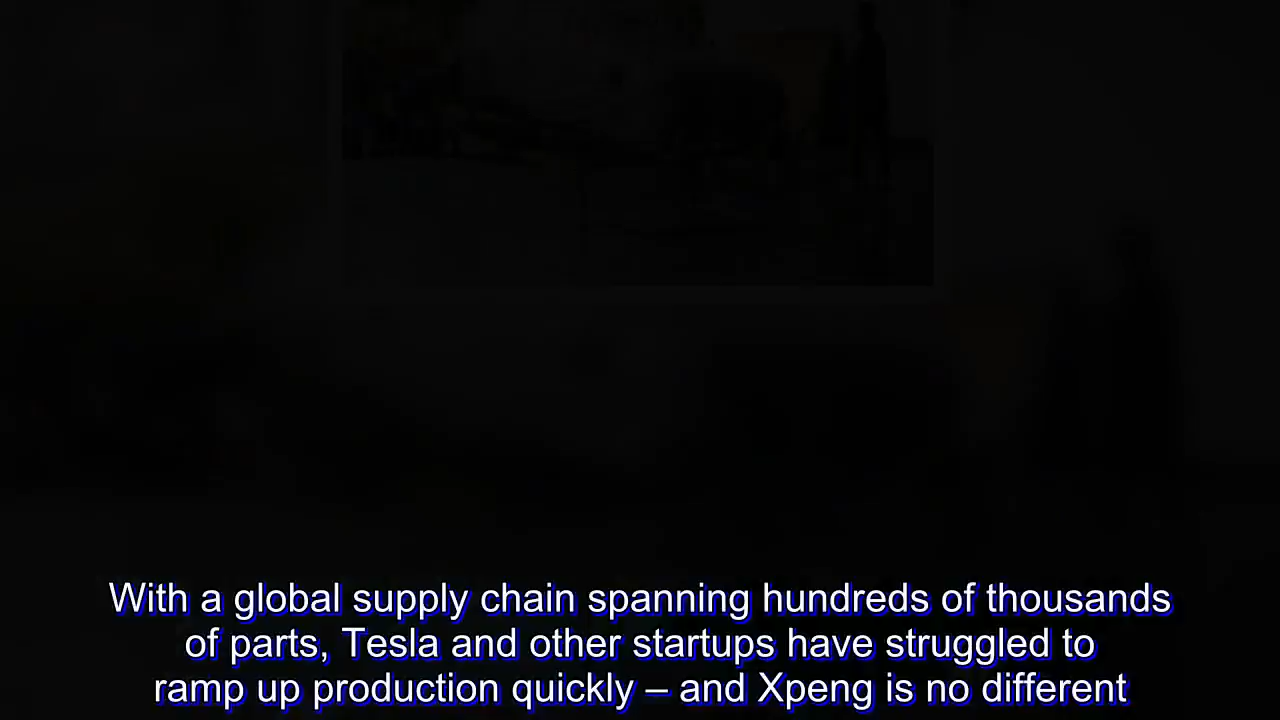 With a global supply chain spanning hundreds of thousands
of parts, Tesla and other startups have struggled to
ramp up production quickly – and Xpeng is no different